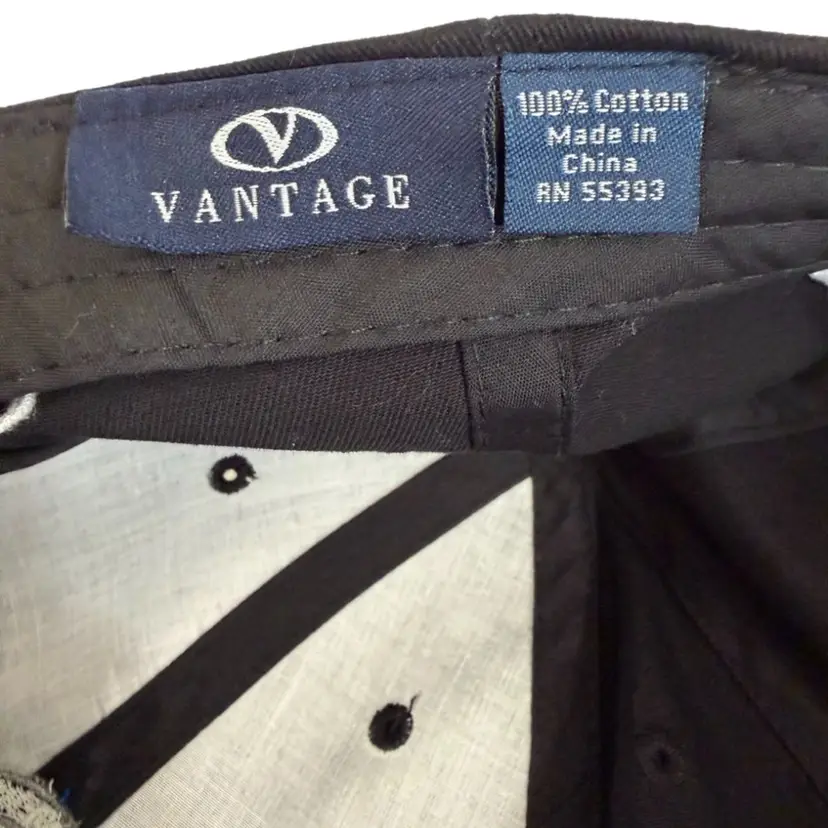 V
VANTAGE
100% Cotton
Made in
China
RN 55393